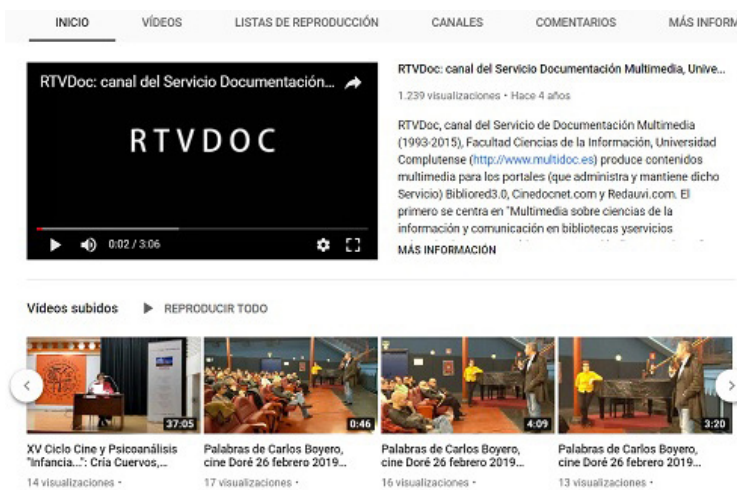 INICIO VÍDEOS LISTAS DE REPRODUCCIÓN CANALES COMENTARIOS MÁS INFORM
RTVDoc: canal del Servicio Documentación...
RTVDOC
0:02 / 3:06
RTVDoc: canal del Servicio Documentación Multimedia, Unive...
1.239 visualizaciones • Hace 4 años
RTVDoc, canal del Servicio de Documentación Multimedia
(1993-2015), Facultad Ciencias de la Información, Universidad
Complutense (http://www.multidoc.es) produce contenidos
multimedia para los portales (que administra y mantiene dicho
Servicio) Bibliored3.0, Cinedocnet.com y Redauvi.com. El
primero se centra en "Multimedia sobre ciencias de la
información y comunicación en bibliotecas yservicios
MÁS INFORMACIÓN
Vídeos subidos REPRODUCIR TODO
37:05
XV Ciclo Cine y Psicoanálisis
"Infancia...": Cría Cuervos,...
14 visualizaciones •
0:46
Palabras de Carlos Boyero,
cine Doré 26 febrero 2019...
17 visualizaciones •
4:09
Palabras de Carlos Boyero,
cine Doré 26 febrero 2019...
16 visualizaciones •
3:20
Palabras de Carlos Boyero,
cine Doré 26 febrero 2019...
13 visualizaciones •